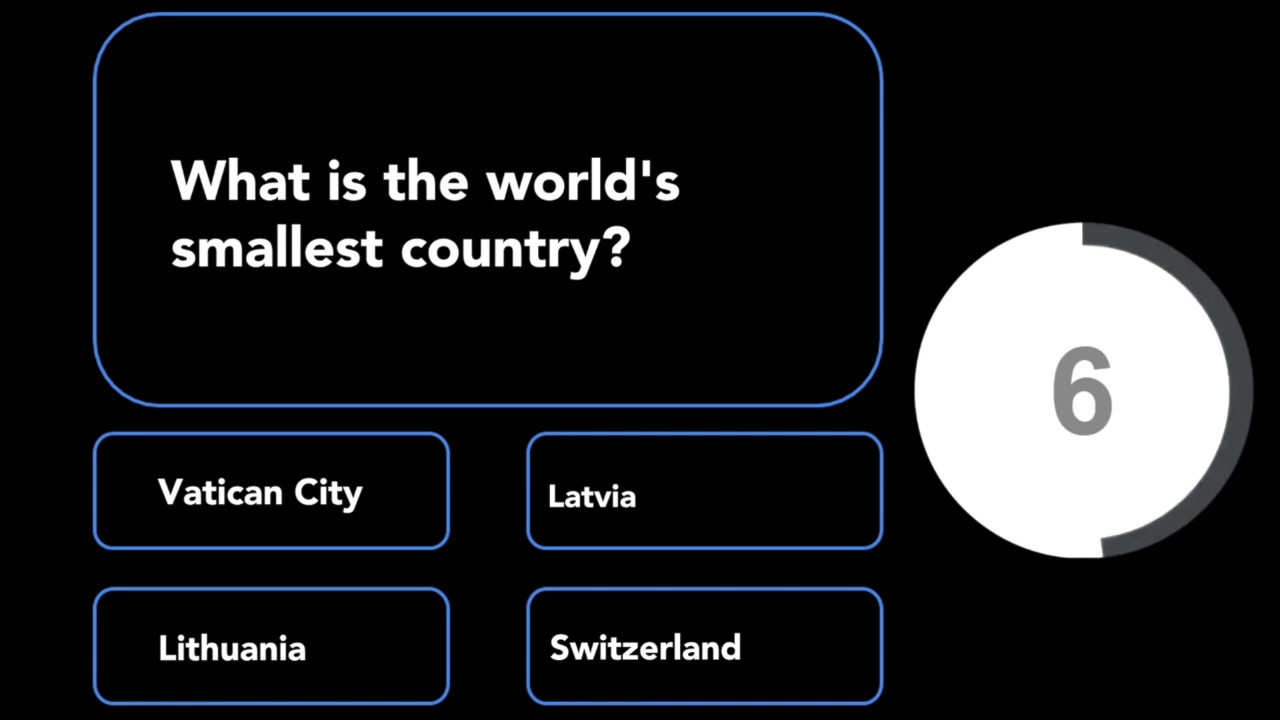 What is the world's
smallest country?
6
Vatican City
Latvia
Lithuania
Switzerland